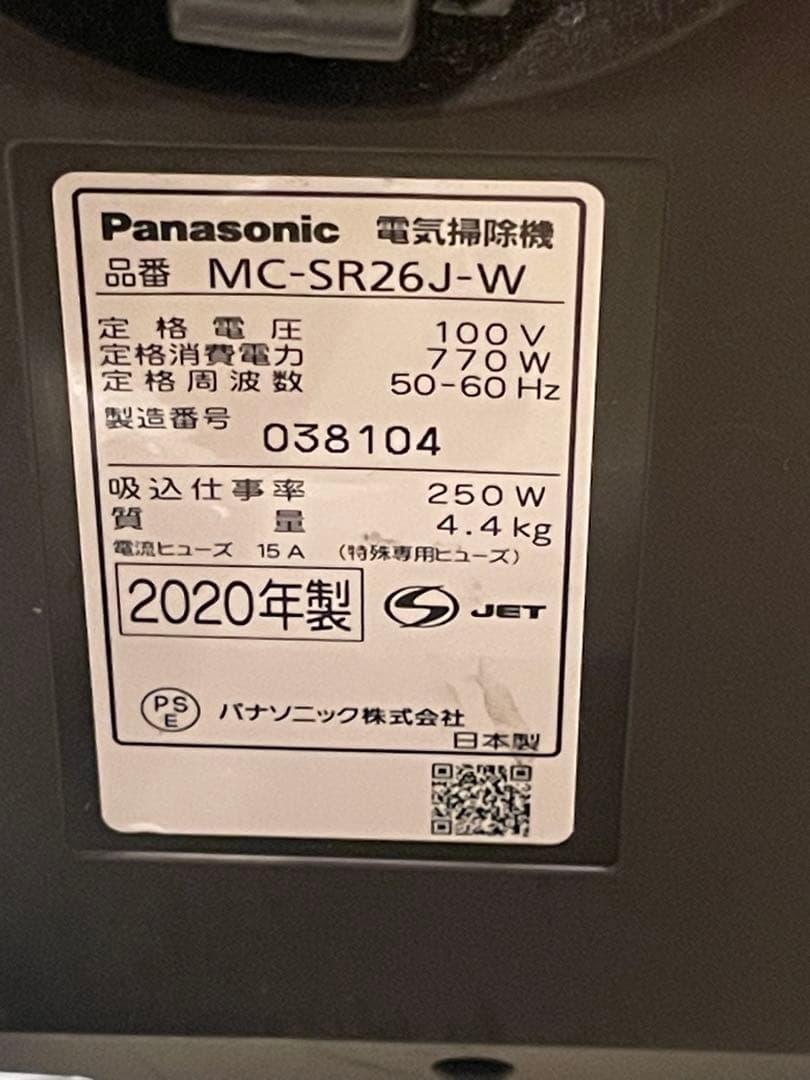 Panasonic 電気掃除機
品番 MC-SR26J-W
定格電圧 100V
定格消費電力 770W
定格周波数 50-60Hz
製造番号 038104
吸込仕事率 250W
質量 4.4kg
電流ヒューズ 15A (特殊専用ヒューズ)
2020年製 S JET
PS
E パナソニック株式会社
日本製